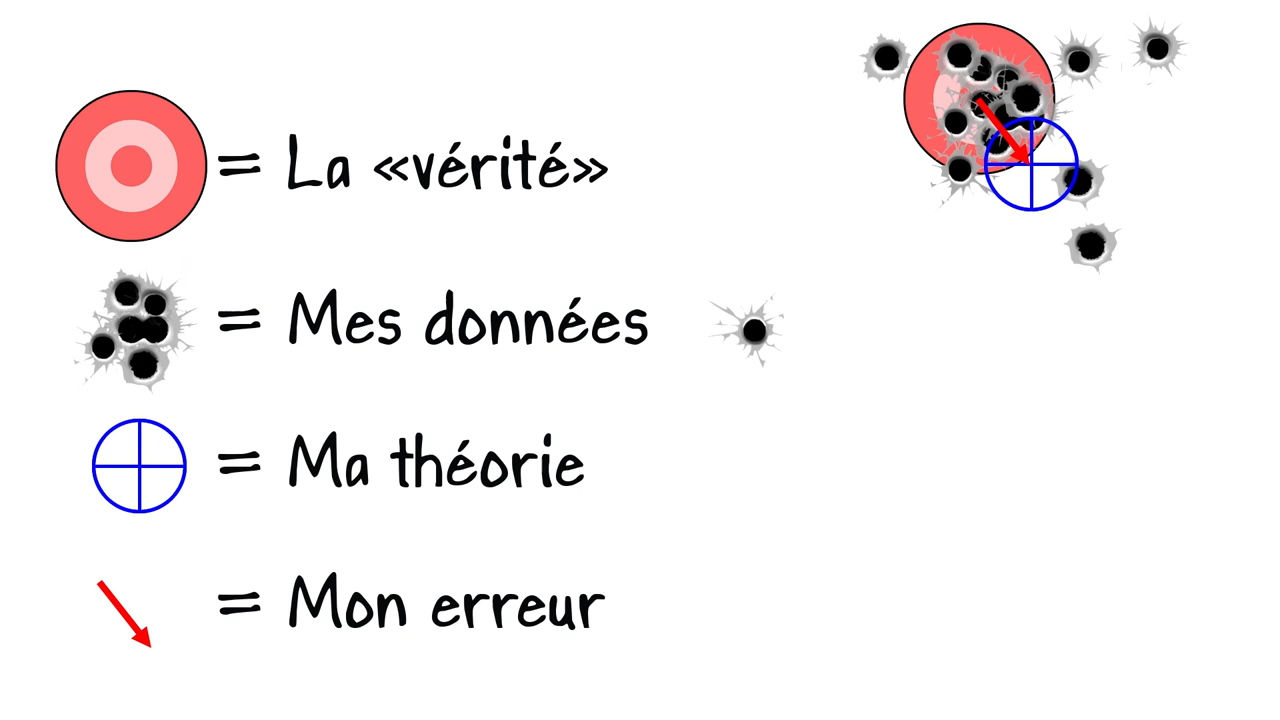 = La «vérité»
= Mes données
= Ma théorie
= Mon erreur